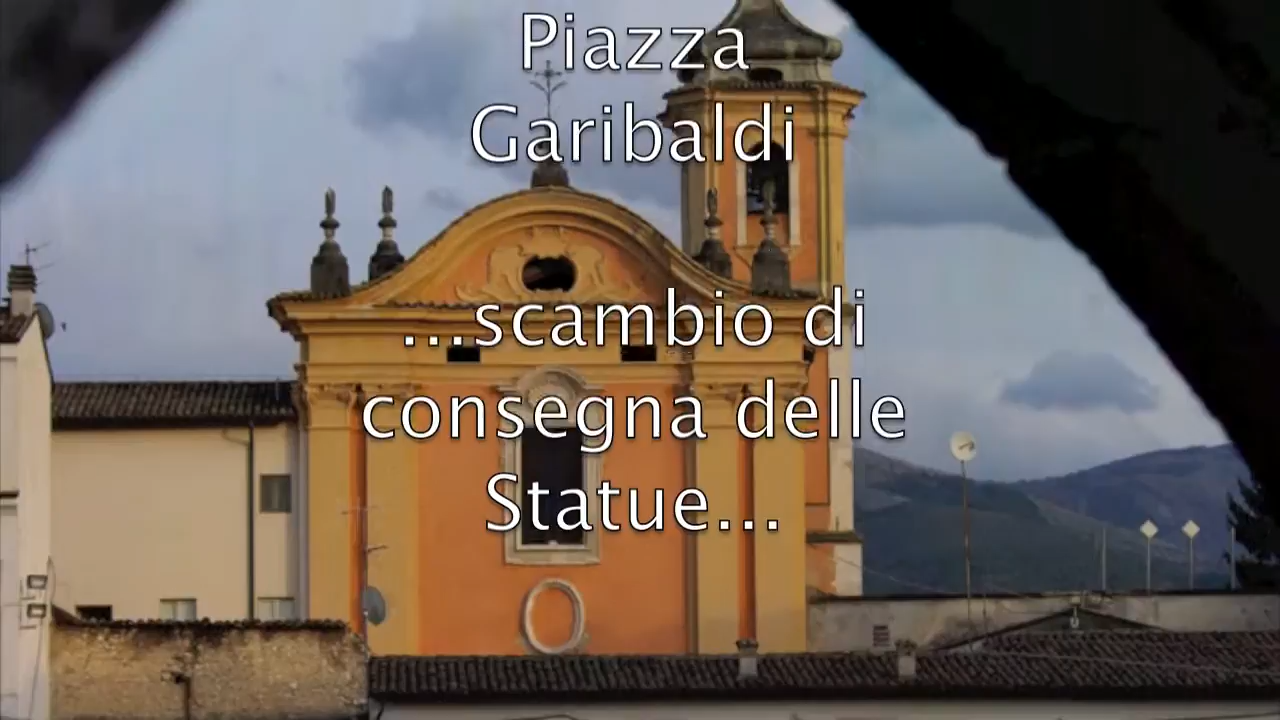 Piazza
Garibaldi
...scambio di
consegna delle
Statue...